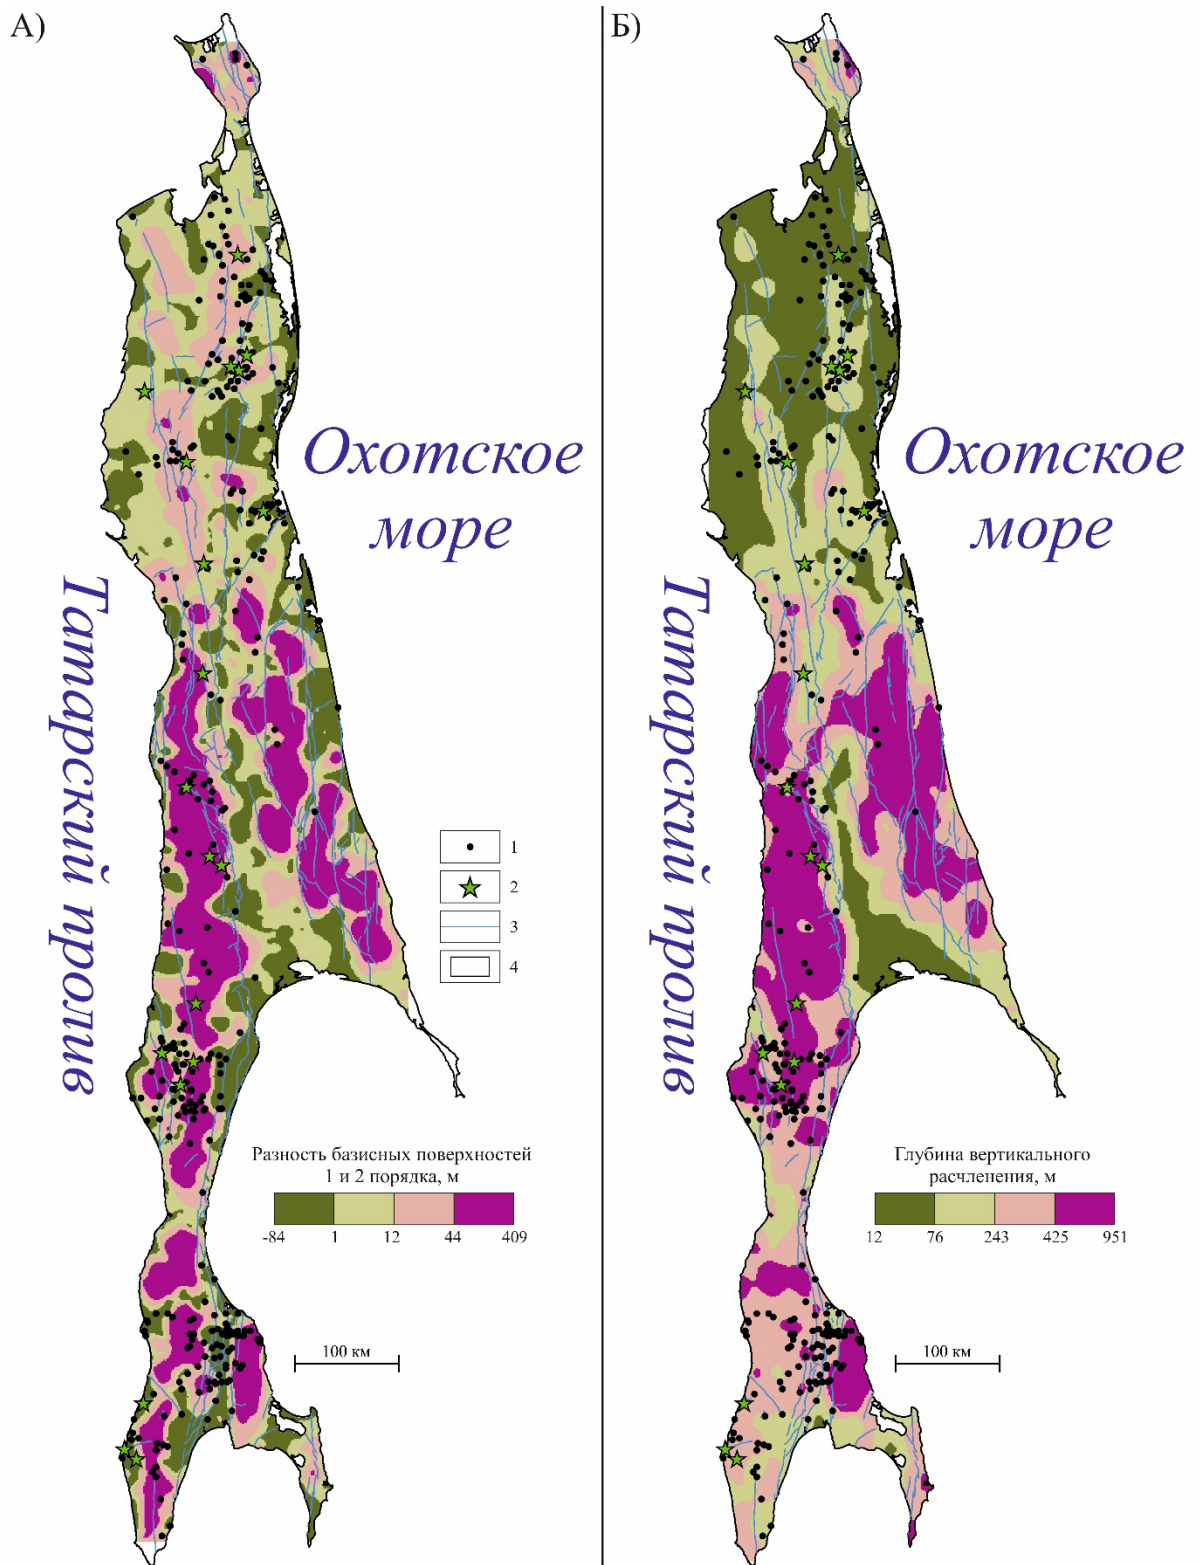 А)
Охотское
море
Татарский пролив
1
2
3
4
Разность базисных поверхностей
1 и 2 порядка, м
-84 1 12 44 409
100 км
Б)
Охотское
море
Татарский пролив
Глубина вертикального
расчленения, м
12 76 243 425 951
100 км